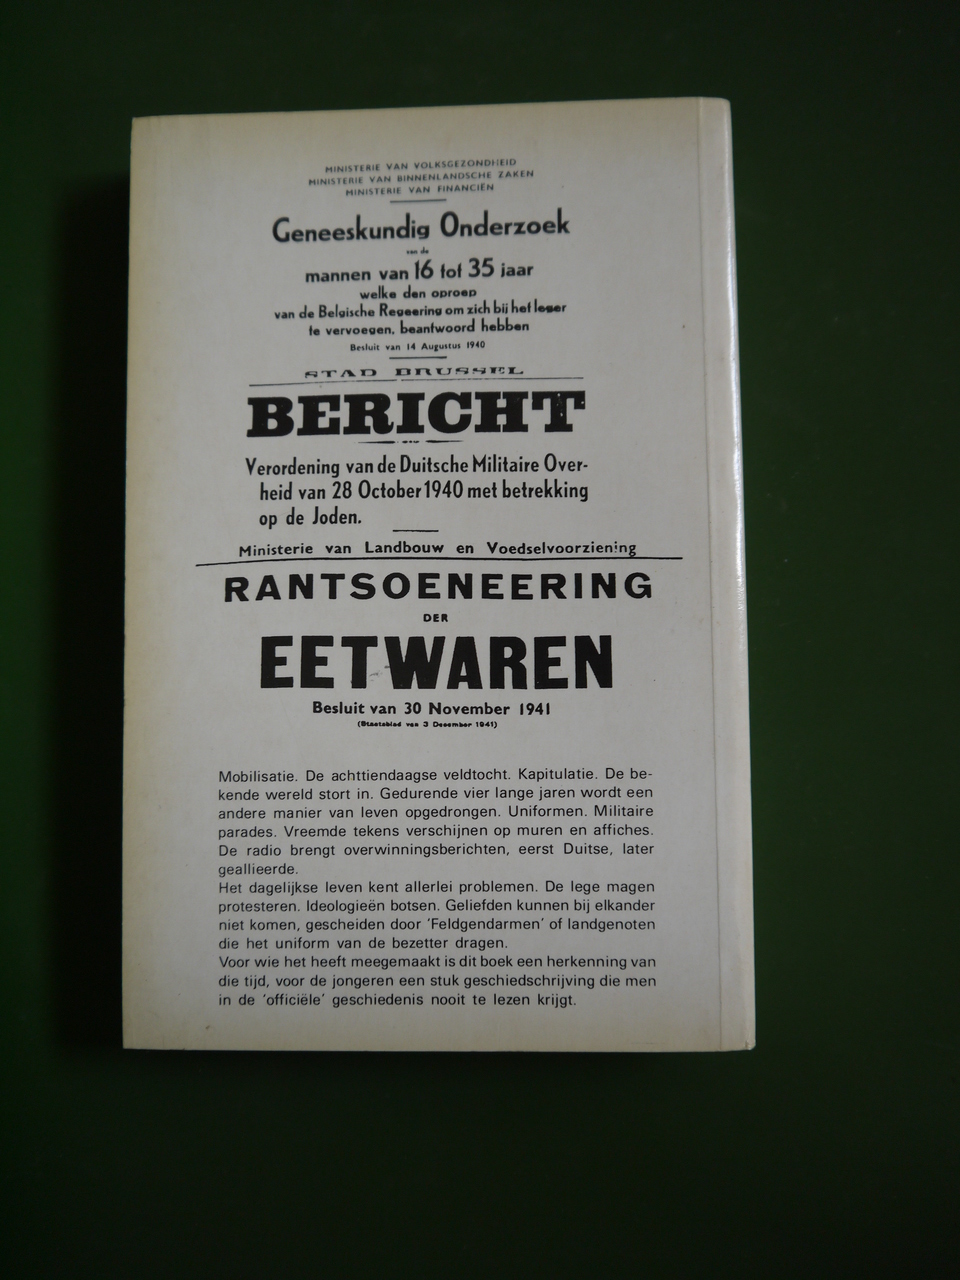 MINISTERIE VAN VOLKSGEZONDHEID
MINISTERIE VAN BINNENLANDSCHE ZAKEN
MINISTERIE VAN FINANCIËN
Geneeskundig Onderzoek
van de
mannen van 16 tot 35 jaar
welke den oproep
van de Belgische Regeering om zich bij het leger
te vervoegen, beantwoord hebben
Besluit van 14 Augustus 1940
STAD BRUSSEL
BERICHT
Verordening van de Duitsche Militaire Over-
heid van 28 October 1940 met betrekking
op de Joden.
Ministerie van Landbouw en Voedselvoorziening
RANTSOENEERING
DER
EETWAREN
Besluit van 30 November 1941
(Staatsblad van 3 December 1941)
Mobilisatie. De achttiendaagse veldtocht. Kapitulatie. De be-
kende wereld stort in. Gedurende vier lange jaren wordt een
andere manier van leven opgedrongen. Uniformen. Militaire
parades. Vreemde tekens verschijnen op muren en affiches.
De radio brengt overwinningsberichten, eerst Duitse, later
geallieerde.
Het dagelijkse leven kent allerlei problemen. De lege magen
protesteren. Ideologieën botsen. Geliefden kunnen bij elkander
niet komen, gescheiden door 'Feldgendarmen' of landgenoten
die het uniform van de bezetter dragen.
Voor wie het heeft meegemaakt is dit boek een herkenning van
die tijd, voor de jongeren een stuk geschiedschrijving die men
in de 'officiële' geschiedenis nooit te lezen krijgt.